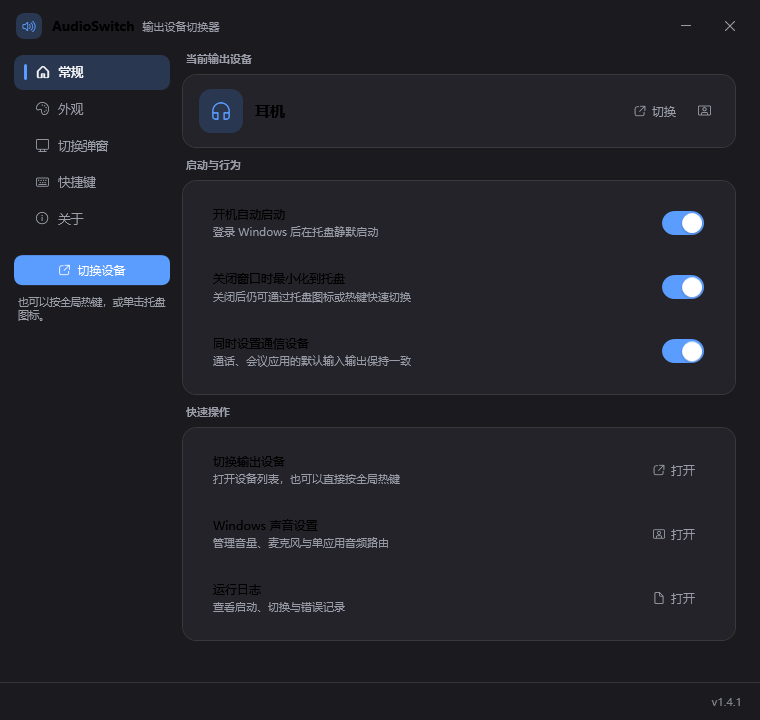 AudioSwitch 输出设备切换器
常规
外观
切换弹窗
快捷键
关于
切换设备
也可以按全局热键，或单击托盘
图标。
当前输出设备
耳机
切换
启动与行为
开机自动启动
登录 Windows 后在托盘静默启动
关闭窗口时最小化到托盘
关闭后仍可通过托盘图标或热键快速切换
同时设置通信设备
通话、会议应用的默认输入输出保持一致
快速操作
切换输出设备
打开设备列表，也可以直接按全局热键
打开
Windows 声音设置
管理音量、麦克风与单应用音频路由
打开
运行日志
查看启动、切换与错误记录
打开
v1.4.1